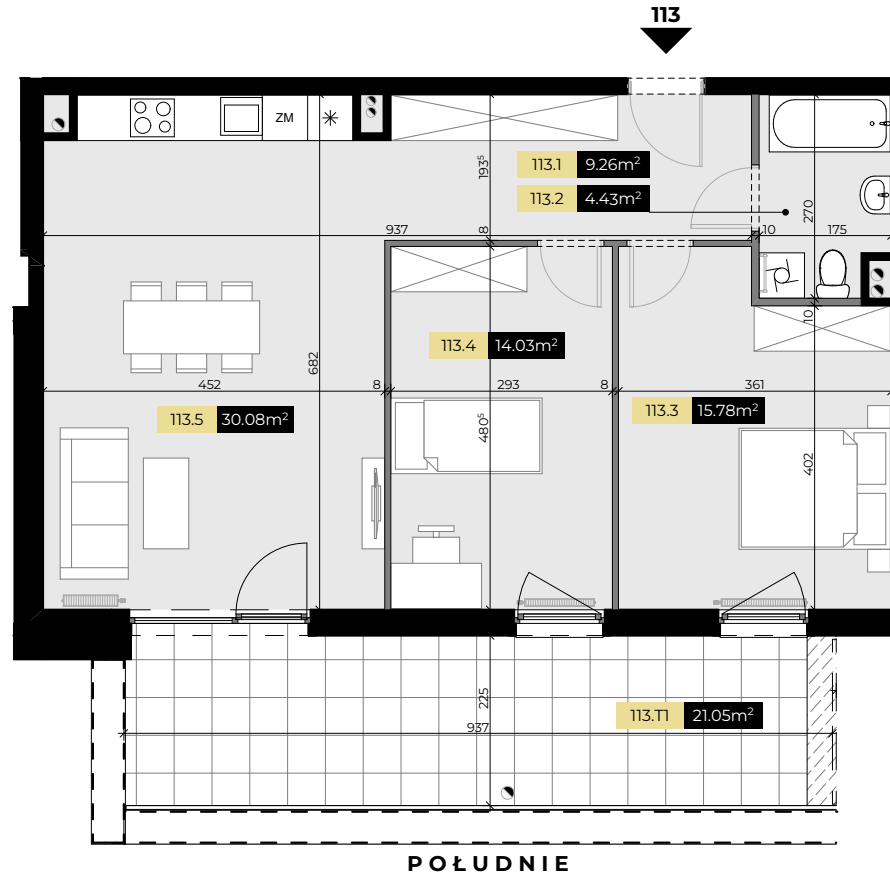 113
ZM
113.1 9.26m²
113.2 4.43m²
193⁵
270
937
8
10
175
10
113.4 14.03m²
682
452
8
293
8
361
113.5 30.08m²
113.3 15.78m²
480⁵
402
225
113.T1 21.05m²
937
POŁUDNIE